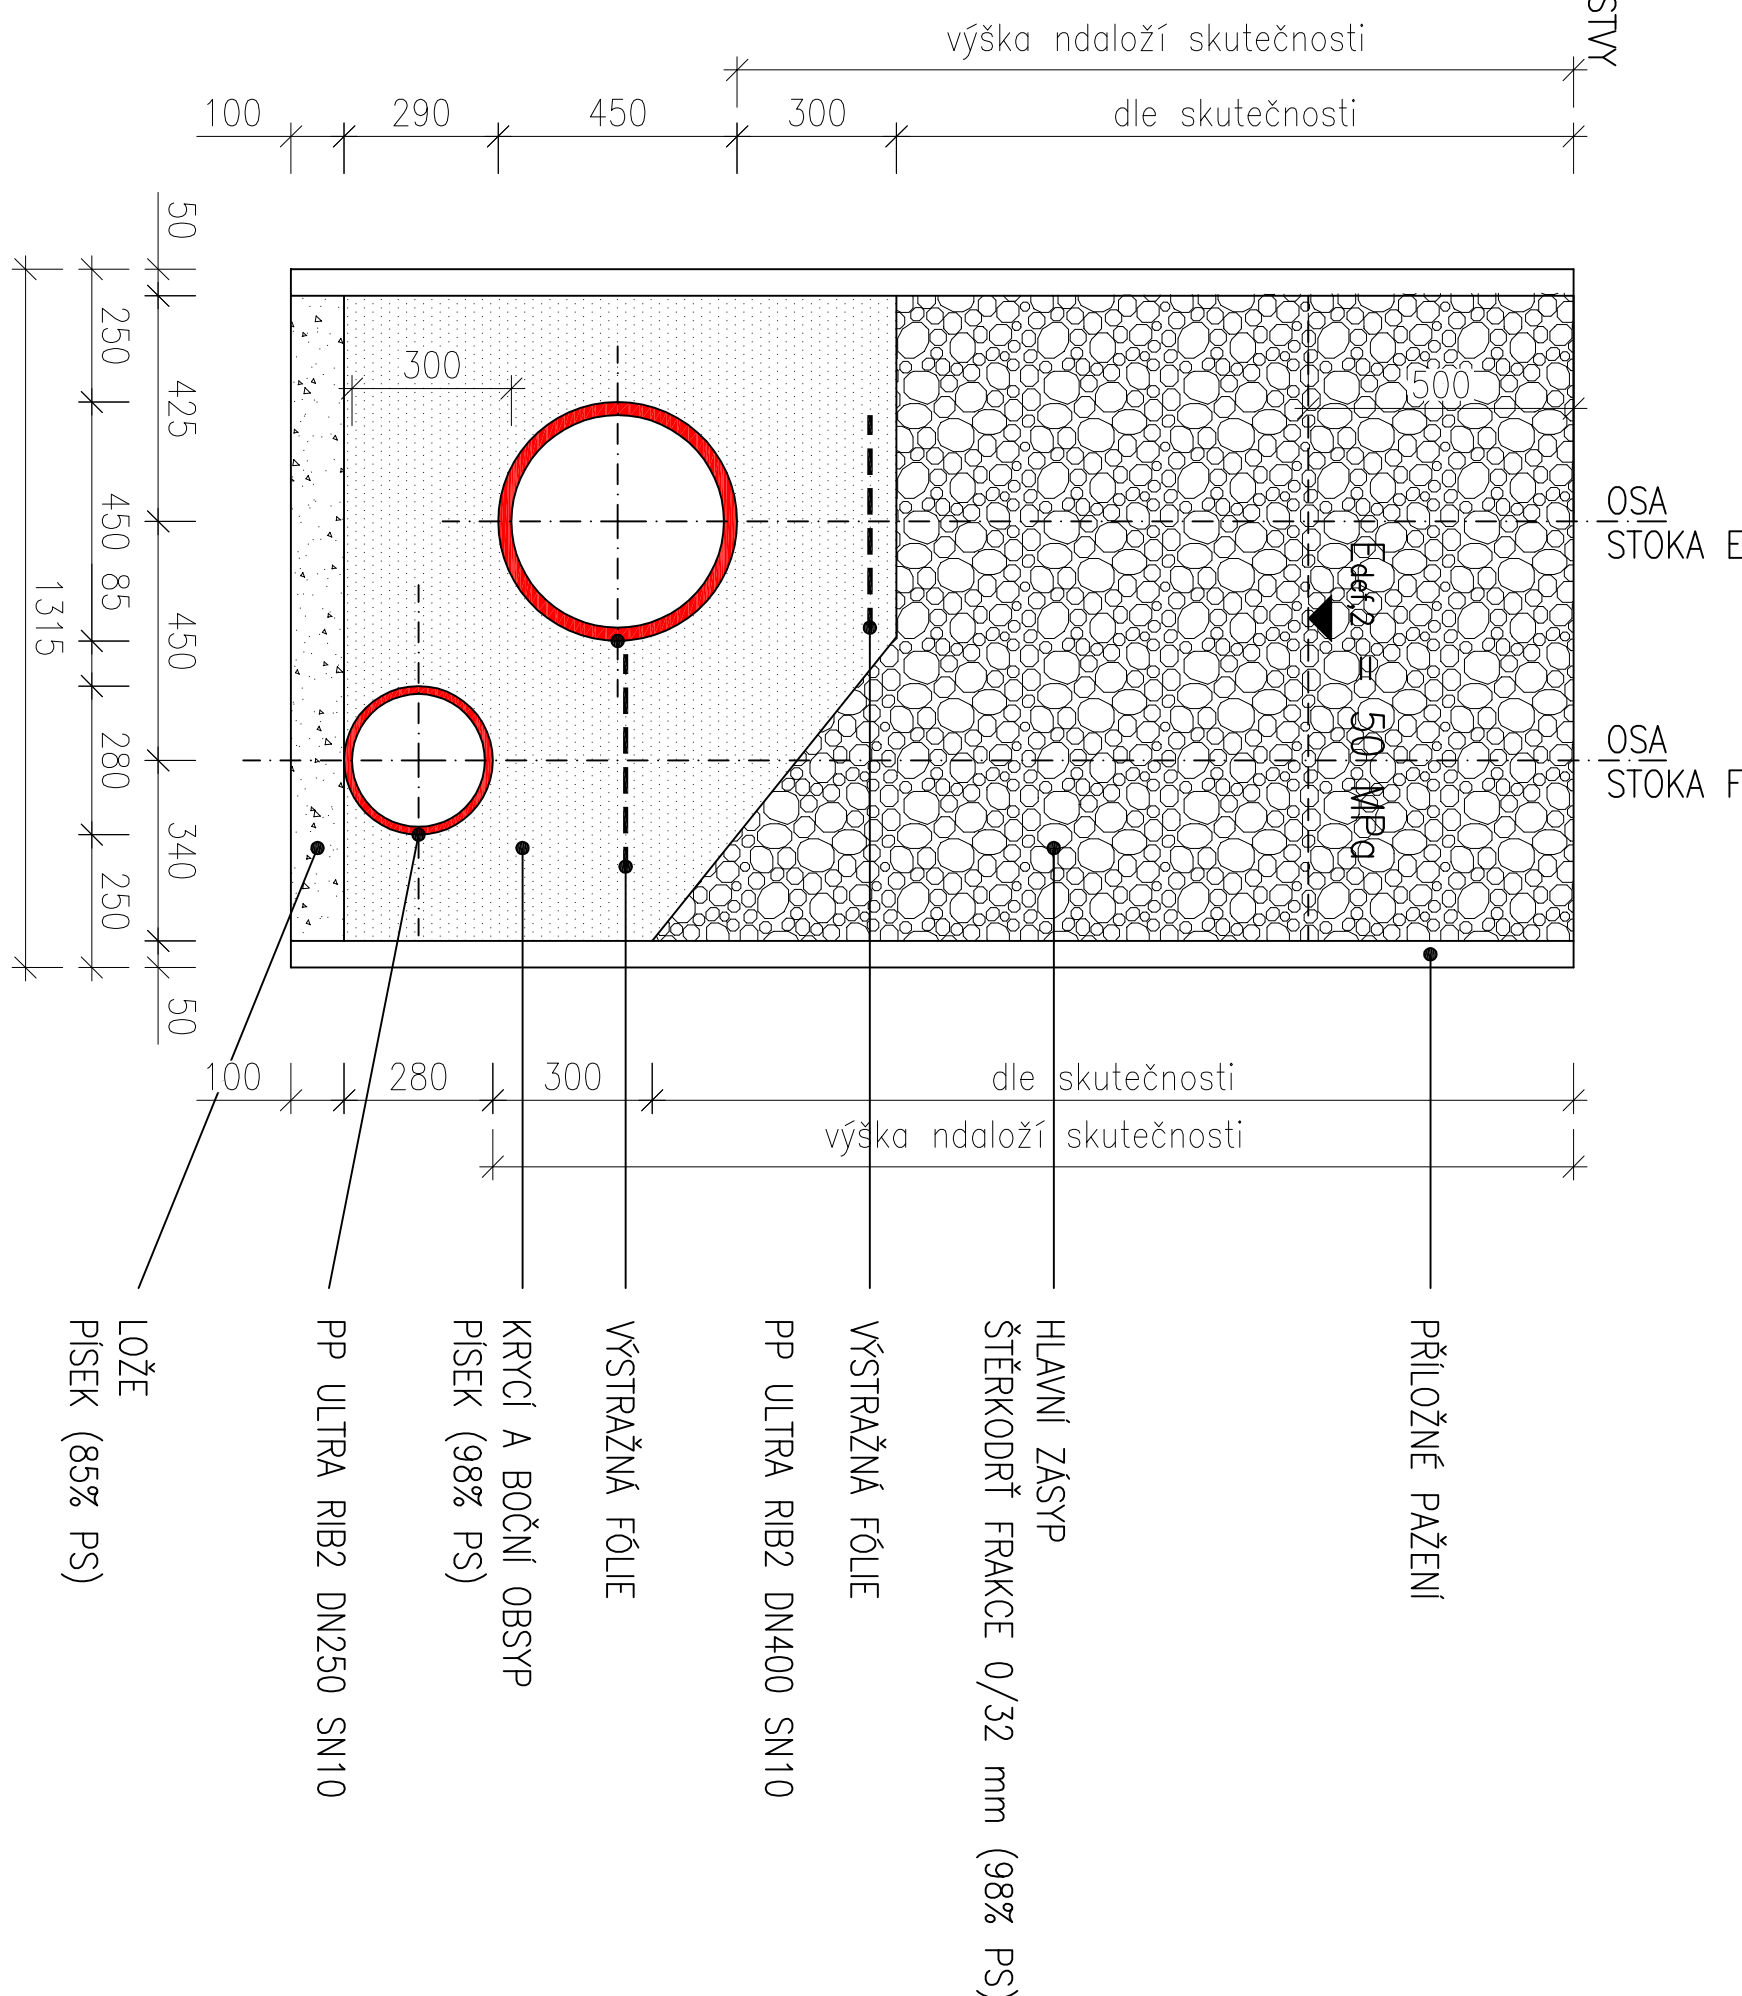 STVY
výška ndaloží skutečnosti
100
290
450
300
dle skutečnosti
50
425
450
340
50
250
450
85
280
250
1315
300
500
OSA
STOKA E
OSA
STOKA F
Edef,2 = 50 MPa
100
280
300
dle skutečnosti
výška ndaloží skutečnosti
PŘÍLOŽNÉ PAŽENÍ
HLAVNÍ ZÁSYP
ŠTĚRKODRŤ FRAKCE 0/32 mm (98% PS)
VÝSTRAŽNÁ FÓLIE
PP ULTRA RIB2 DN400 SN10
VÝSTRAŽNÁ FÓLIE
KRYCÍ A BOČNÍ OBSYP
PÍSEK (98% PS)
PP ULTRA RIB2 DN250 SN10
LOŽE
PÍSEK (85% PS)